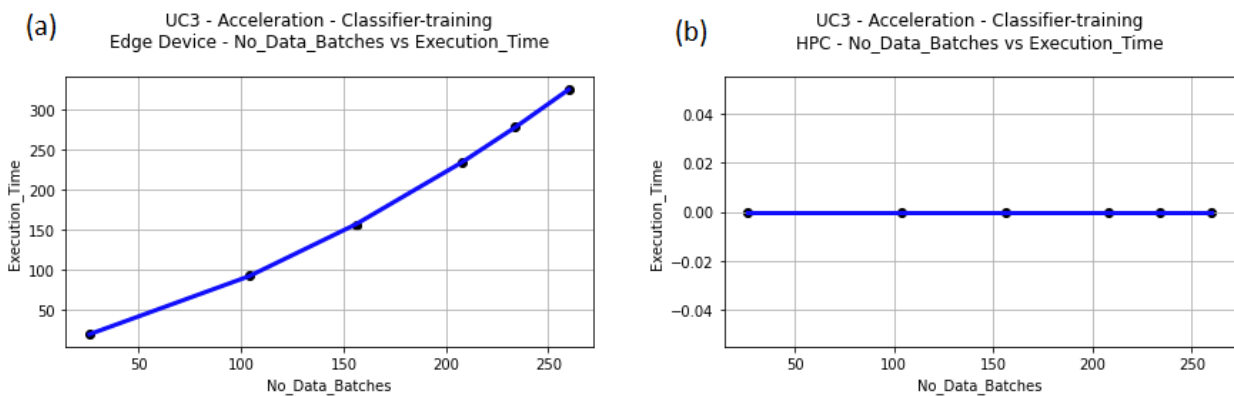 (a)
UC3 - Acceleration - Classifier-training
Edge Device - No_Data_Batches vs Execution_Time
300
250
200
150
100
50
Execution_Time
50
100
150
200
250
No_Data_Batches
(b)
UC3 - Acceleration - Classifier-training
HPC - No_Data_Batches vs Execution_Time
0.04
0.02
0.00
−0.02
−0.04
Execution_Time
50
100
150
200
250
No_Data_Batches